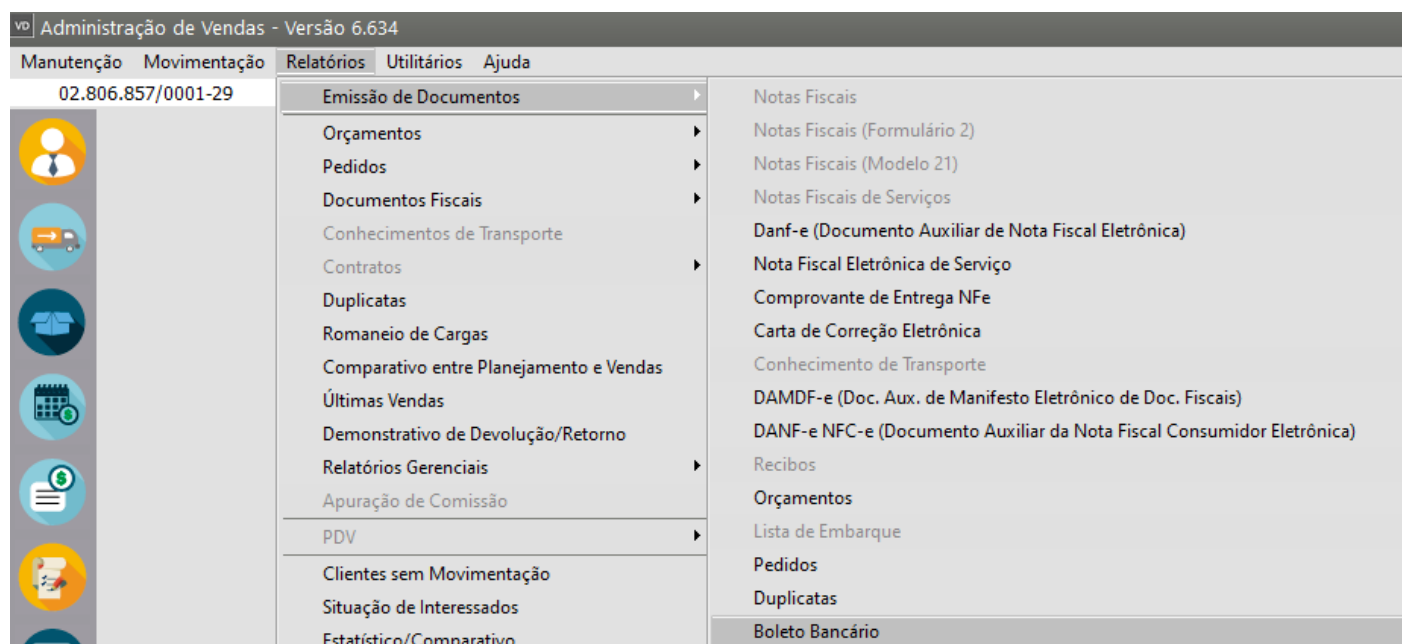 VD Administração de Vendas - Versão 6.634
Manutenção Movimentação Relatórios Utilitários Ajuda
02.806.857/0001-29
Emissão de Documentos
Orçamentos
Pedidos
Documentos Fiscais
Conhecimentos de Transporte
Contratos
Duplicatas
Romaneio de Cargas
Comparativo entre Planejamento e Vendas
Últimas Vendas
Demonstrativo de Devolução/Retorno
Relatórios Gerenciais
Apuração de Comissão
PDV
Clientes sem Movimentação
Situação de Interessados
Estatístico/Comparativo
Notas Fiscais
Notas Fiscais (Formulário 2)
Notas Fiscais (Modelo 21)
Notas Fiscais de Serviços
Danf-e (Documento Auxiliar de Nota Fiscal Eletrônica)
Nota Fiscal Eletrônica de Serviço
Comprovante de Entrega NFe
Carta de Correção Eletrônica
Conhecimento de Transporte
DAMDF-e (Doc. Aux. de Manifesto Eletrônico de Doc. Fiscais)
DANF-e NFC-e (Documento Auxiliar da Nota Fiscal Consumidor Eletrônica)
Recibos
Orçamentos
Lista de Embarque
Pedidos
Duplicatas
Boleto Bancário